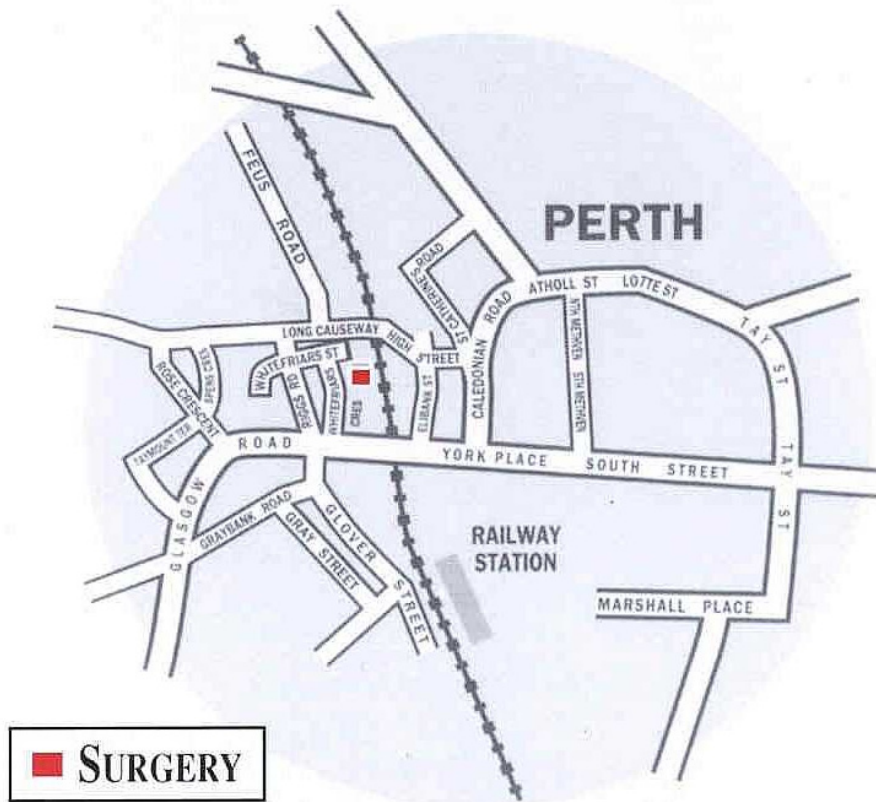 PERTH
FEUS ROAD
ST CATHERINES ROAD
ATHOLL ST
LOTTE ST
TAY ST
TAY ST
LONG CAUSEWAY
HIGH STREET
CALEDONIAN ROAD
NTH METHVEN
STH METHVEN
WHITEFRIARS ST
ROSE CRESCENT
SPENS CRES
RIGGS RD
WHITEFRIARS CRES
ELIBANK ST
TAYMOUNT TER
GLASGOW ROAD
YORK PLACE
SOUTH STREET
GRAYBANK ROAD
GRAY STREET
GLOVER STREET
RAILWAY
STATION
MARSHALL PLACE
SURGERY